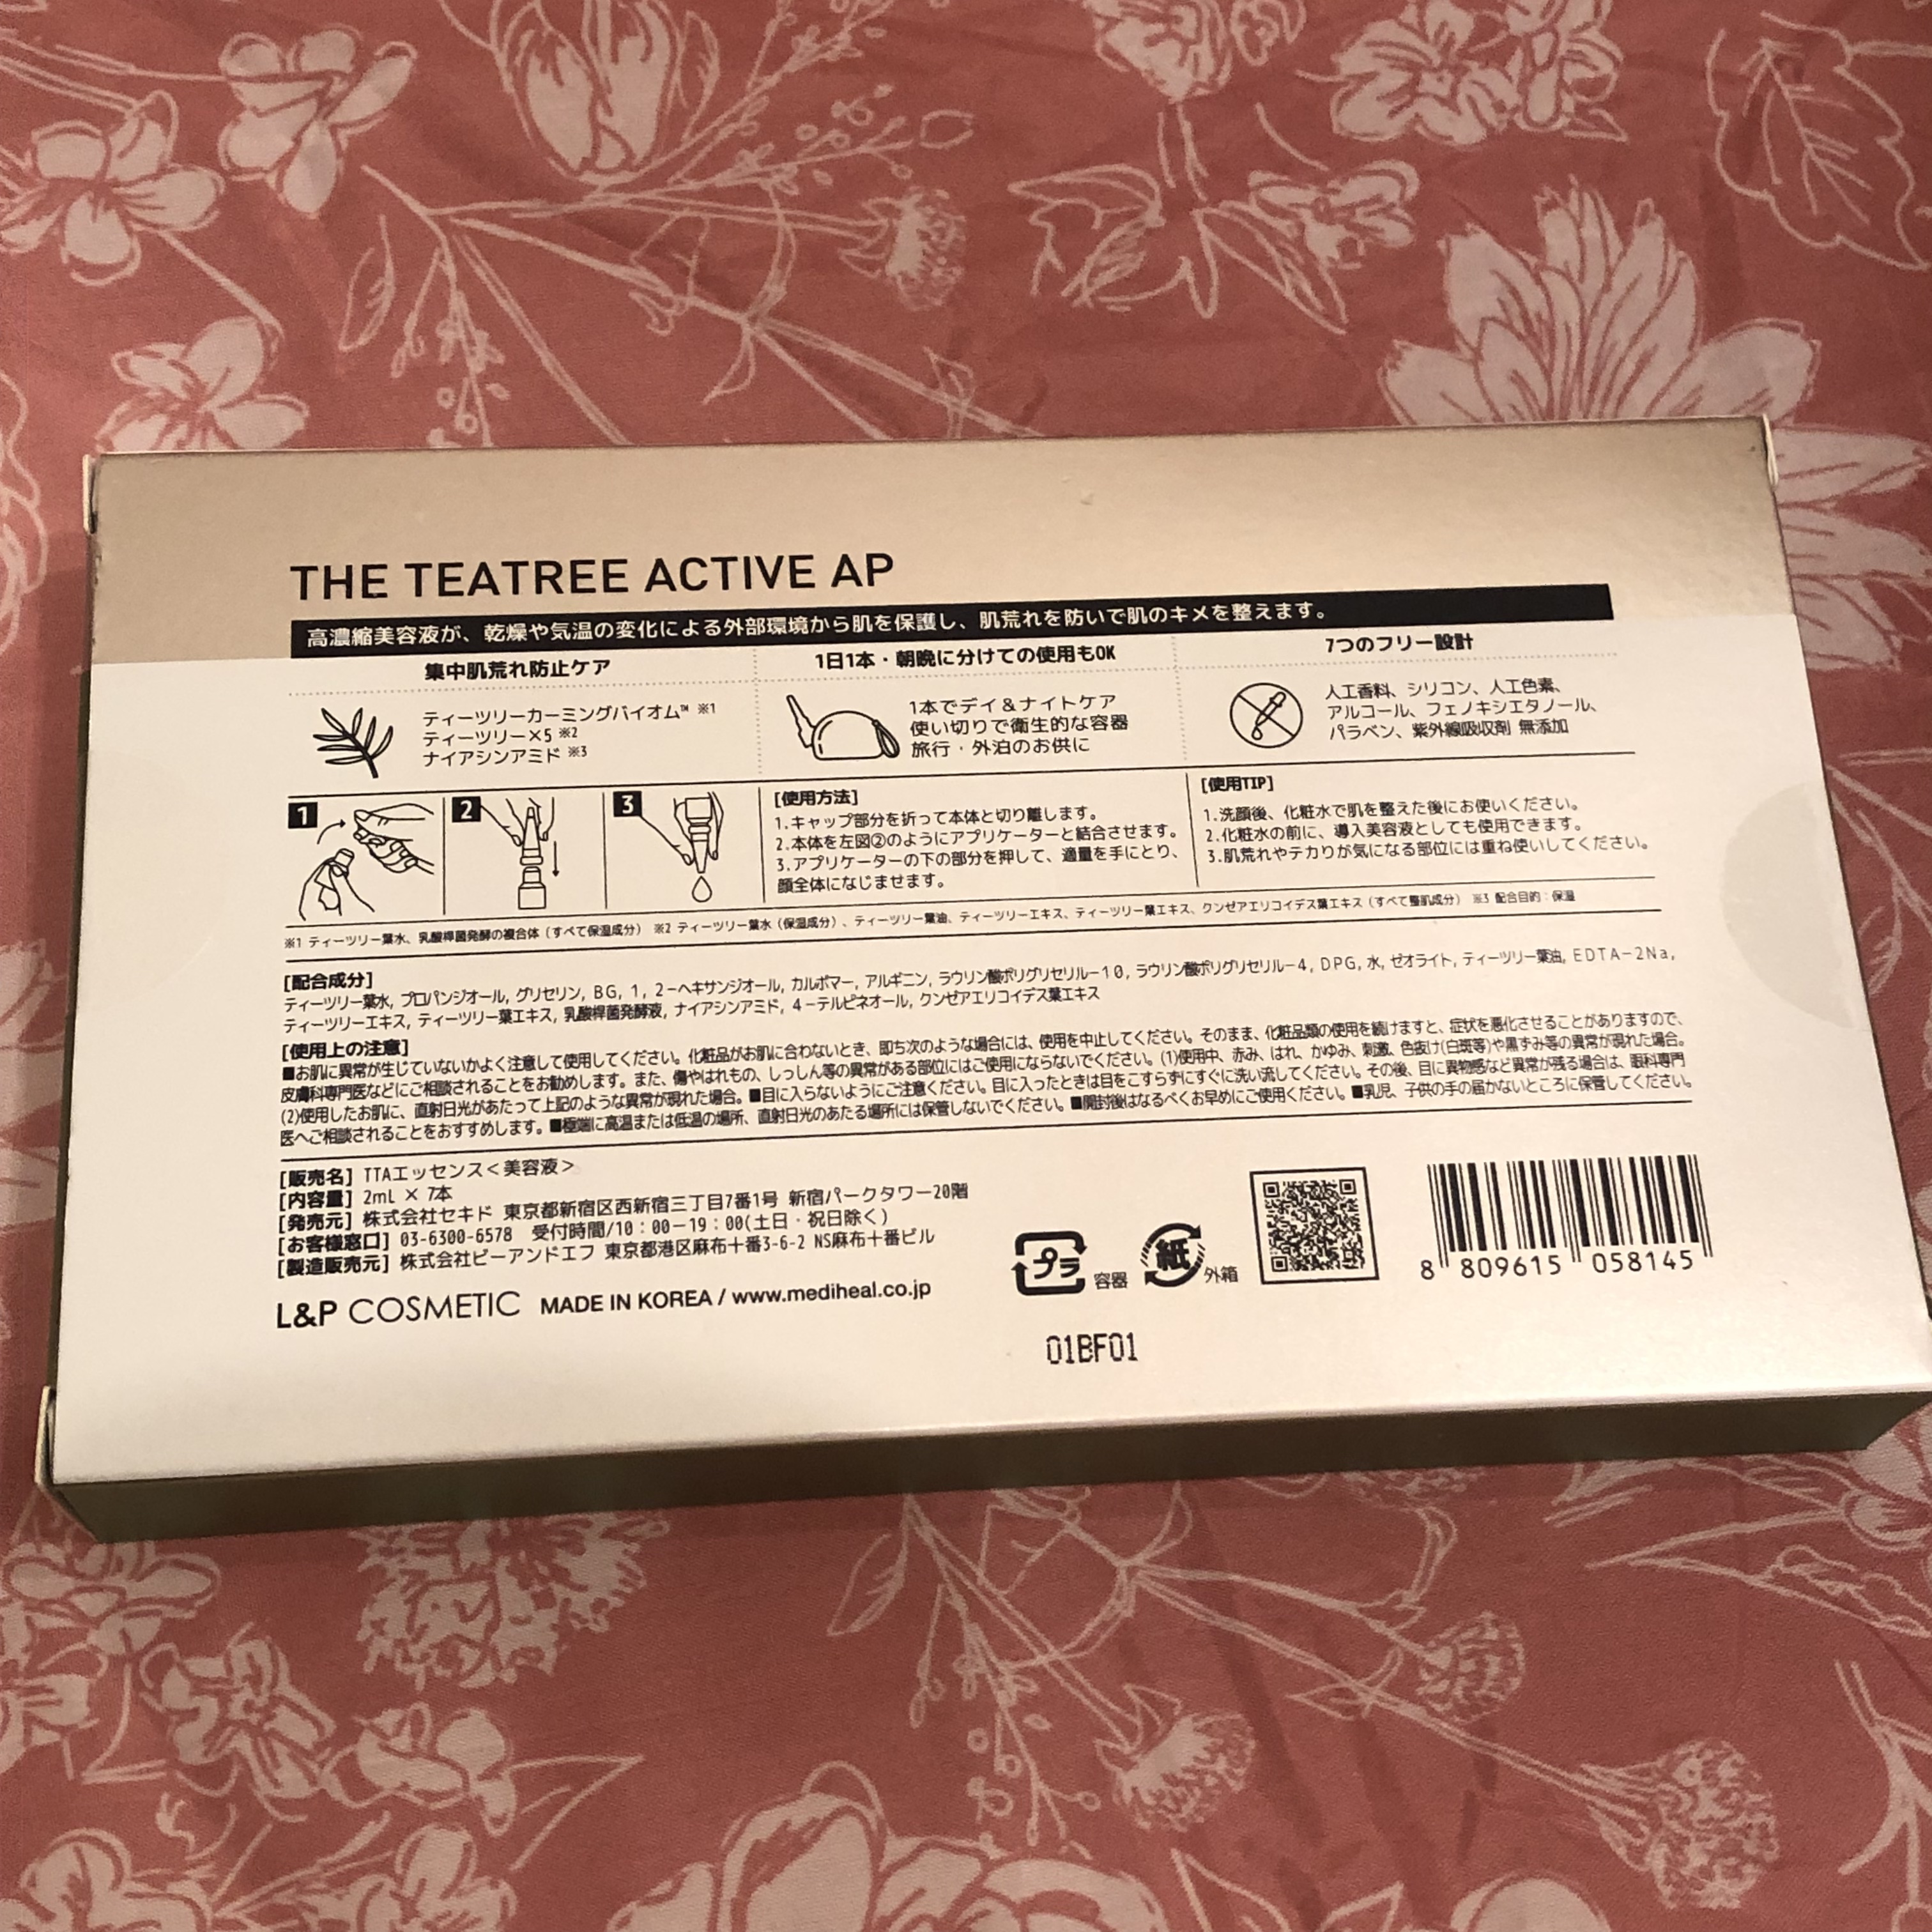 THE TEATREE ACTIVE AP
高濃縮美容液が、乾燥や気温の変化による外部環境から肌を保護し、肌荒れを防いで肌のキメを整えます。
集中肌荒れ防止ケア
ティーツリーカーミングバイオム™ ※1
ティーツリー×5 ※2
ナイアシンアミド ※3
1日1本・朝晩に分けての使用もOK
1本でデイ&ナイトケア
使い切りで衛生的な容器
旅行・外泊のお供に
7つのフリー設計
人工香料、シリコン、人工色素、
アルコール、フェノキシエタノール、
パラベン、紫外線吸収剤 無添加
1
2
3
[使用方法]
1.キャップ部分を折って本体と切り離します。
2.本体を左図②のようにアプリケーターと結合させます。
3.アプリケーターの下の部分を押して、適量を手にとり、
顔全体になじませます。
[使用TIP]
1.洗顔後、化粧水で肌を整えた後にお使いください。
2.化粧水の前に、導入美容液としても使用できます。
3.肌荒れやテカりが気になる部位には重ね使いしてください。
※1 ティーツリー葉水、乳酸桿菌発酵の複合体（すべて保湿成分） ※2 ティーツリー葉水（保湿成分）、ティーツリー葉油、ティーツリーエキス、ティーツリー葉エキス、クンゼアエリコイデス葉エキス（すべて整肌成分） ※3 配合目的：保湿
[配合成分]
ティーツリー葉水, プロパンジオール, グリセリン, BG, 1, 2－ヘキサンジオール, カルボマー, アルギニン, ラウリン酸ポリグリセリル－10, ラウリン酸ポリグリセリル－4, DPG, 水, ゼオライト, ティーツリー葉油, EDTA－2Na,
ティーツリーエキス, ティーツリー葉エキス, 乳酸桿菌発酵液, ナイアシンアミド, 4－テルピネオール, クンゼアエリコイデス葉エキス
[使用上の注意]
■お肌に異常が生じていないかよく注意して使用してください。化粧品がお肌に合わないとき、即ち次のような場合には、使用を中止してください。そのまま、化粧品類の使用を続けますと、症状を悪化させることがありますので、
皮膚科専門医などにご相談されることをお勧めします。また、傷やはれもの、しっしん等の異常がある部位にはご使用にならないでください。(1)使用中、赤み、はれ、かゆみ、刺激、色抜け(白斑等)や黒ずみ等の異常が現れた場合。
(2)使用したお肌に、直射日光があたって上記のような異常が現れた場合。■目に入らないようにご注意ください。目に入ったときは目をこすらずにすぐに洗い流してください。その後、目に異物感など異常が残る場合は、眼科専門
医へご相談されることをおすすめします。■極端に高温または低温の場所、直射日光のあたる場所には保管しないでください。■開封後はなるべくお早めにご使用ください。■乳児、子供の手の届かないところに保管してください。
[販売名] TTAエッセンス＜美容液＞
[内容量] 2mL × 7本
[発売元] 株式会社セキド 東京都新宿区西新宿三丁目7番1号 新宿パークタワー20階
[お客様窓口] 03-6300-6578 受付時間/10：00－19：00(土日・祝日除く)
[製造販売元] 株式会社ピーアンドエフ 東京都港区麻布十番3-6-2 NS麻布十番ビル
L&P COSMETIC MADE IN KOREA / www.mediheal.co.jp
プラ 容器 紙 外箱
8 809615 058145
01BF01